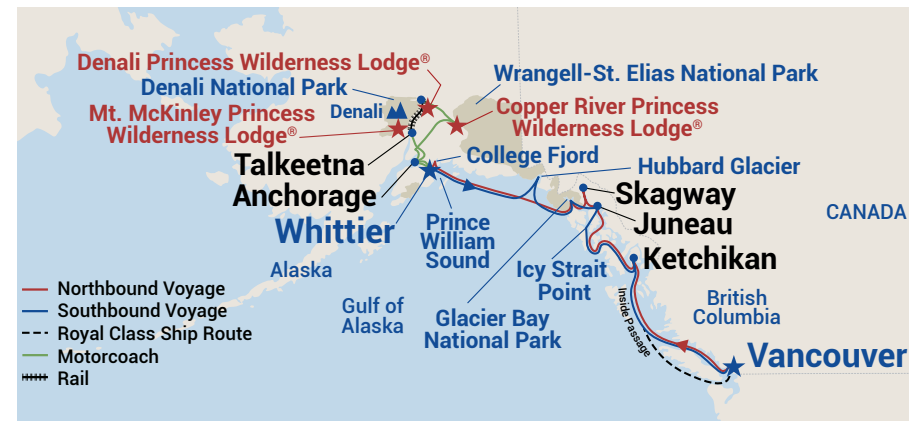 Denali Princess Wilderness Lodge®
Denali National Park
Wrangell-St. Elias National Park
Denali
Mt. McKinley Princess
Wilderness Lodge®
Copper River Princess
Wilderness Lodge®
Talkeetna
Anchorage
College Fjord
Hubbard Glacier
Skagway
Juneau
CANADA
Whittier
Prince
William
Sound
Ketchikan
Alaska
Icy Strait
Point
Northbound Voyage
Southbound Voyage
Royal Class Ship Route
Motorcoach
Rail
Gulf of
Alaska
Glacier Bay
National Park
Inside Passage
British
Columbia
Vancouver